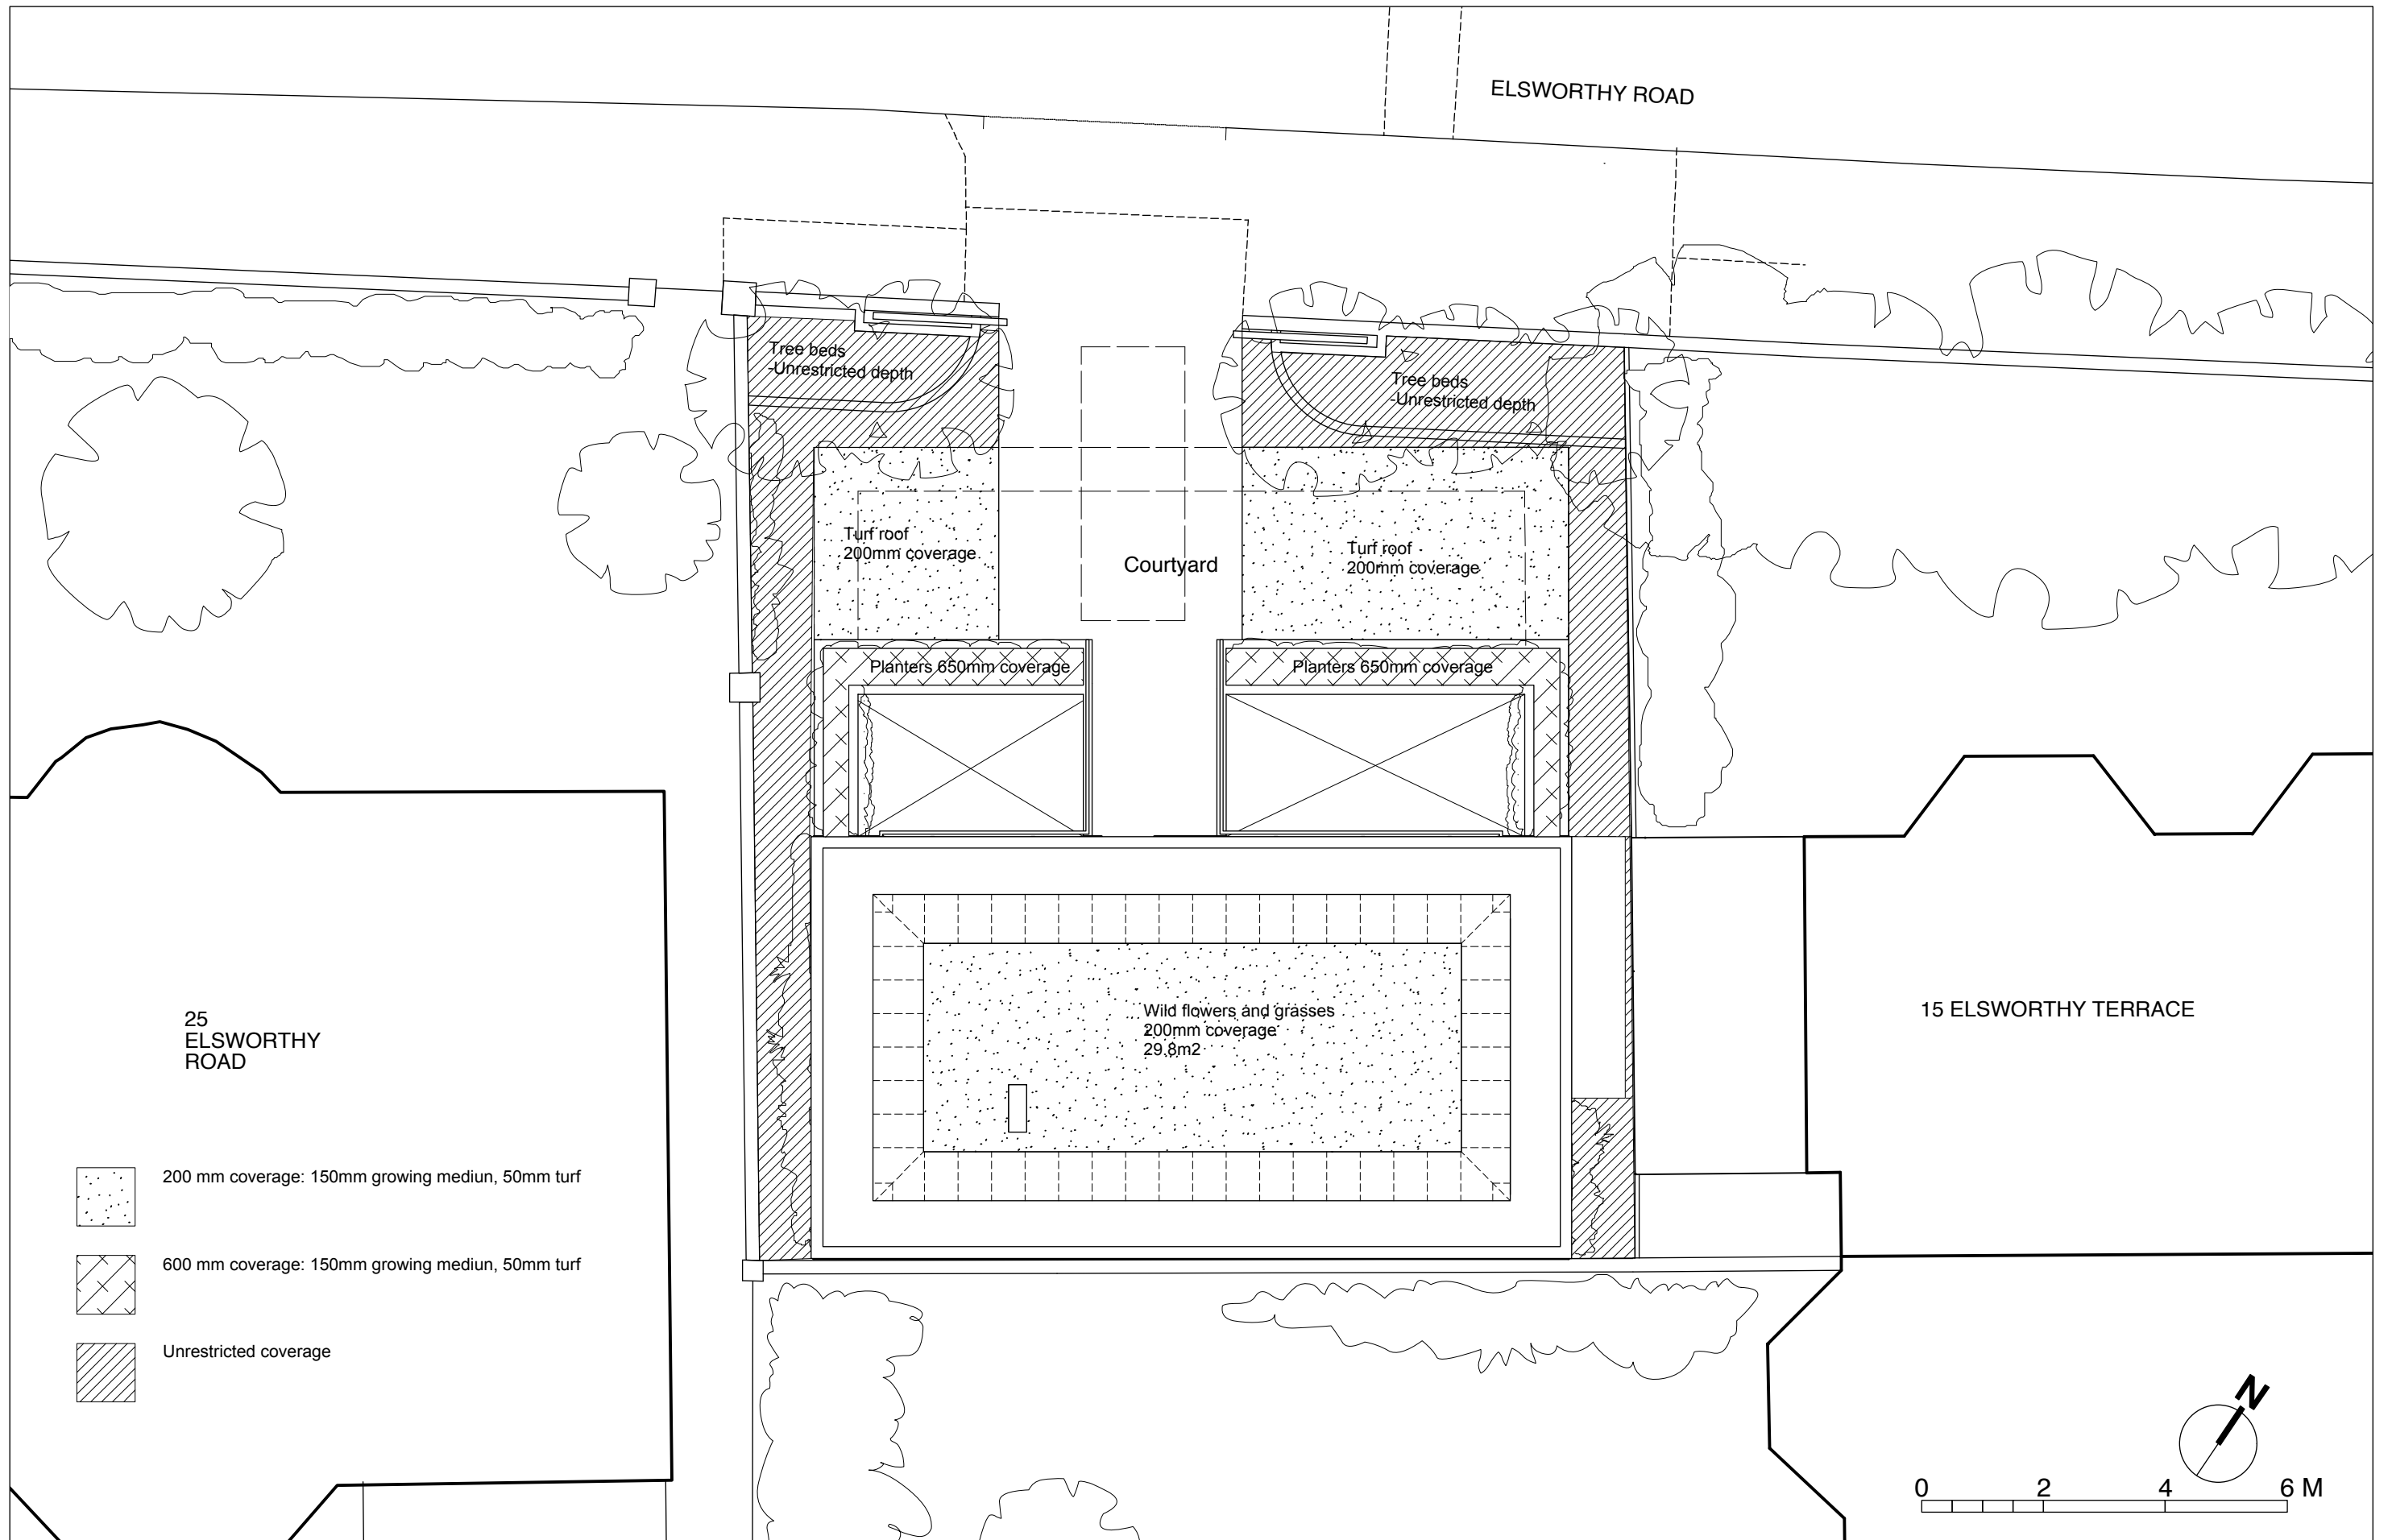 ELSWORTHY ROAD
Tree beds
-Unrestricted depth
Tree beds
-Unrestricted depth
Turf roof
200mm coverage
Courtyard
Turf roof
200mm coverage
Planters 650mm coverage
Planters 650mm coverage
Wild flowers and grasses
200mm coverage
29.8m2
25
ELSWORTHY
ROAD
15 ELSWORTHY TERRACE
200 mm coverage: 150mm growing mediun, 50mm turf
600 mm coverage: 150mm growing mediun, 50mm turf
Unrestricted coverage
N
0 2 4 6 M